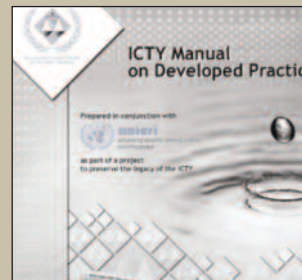 ICTY Manual
on Developed Practic
Prepared in conjunction with
unicri
as part of a project
to preserve the legacy of the ICTY